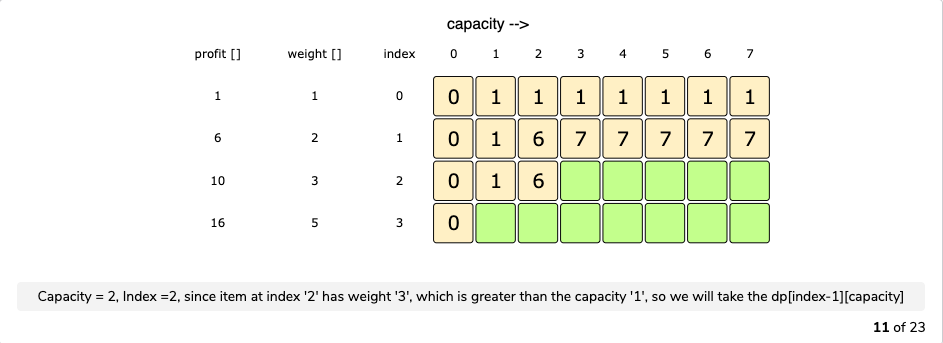 capacity -->
profit [] weight [] index 0 1 2 3 4 5 6 7
1 1 0 0 1 1 1 1 1 1 1
6 2 1 0 1 6 7 7 7 7 7
10 3 2 0 1 6
16 5 3 0
Capacity = 2, Index =2, since item at index '2' has weight '3', which is greater than the capacity '1', so we will take the dp[index-1][capacity]
11 of 23